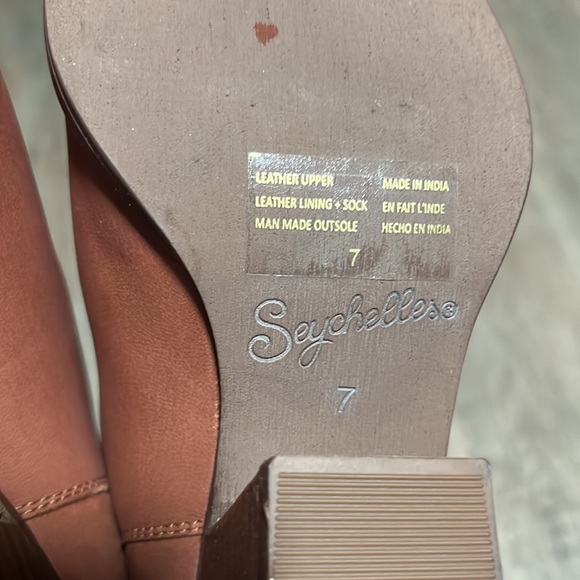 LEATHER UPPER MADE IN INDIA
LEATHER LINING + SOCK EN FAIT L'INDE
MAN MADE OUTSOLE HECHO EN INDIA
7
Seychelles®
7